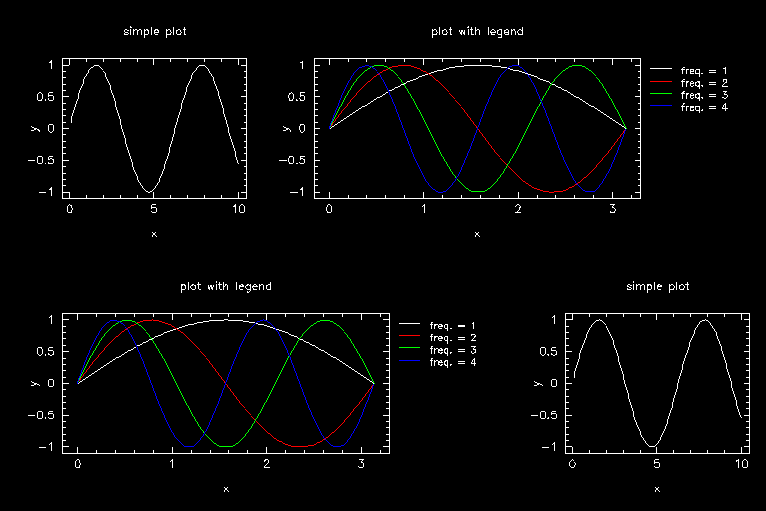 simple plot
plot with legend
1
0.5
0
−0.5
−1
y
0
5
10
x
1
0.5
0
−0.5
−1
y
0
1
2
3
x
freq. = 1
freq. = 2
freq. = 3
freq. = 4
plot with legend
simple plot
1
0.5
0
−0.5
−1
y
0
1
2
3
x
freq. = 1
freq. = 2
freq. = 3
freq. = 4
1
0.5
0
−0.5
−1
y
0
5
10
x